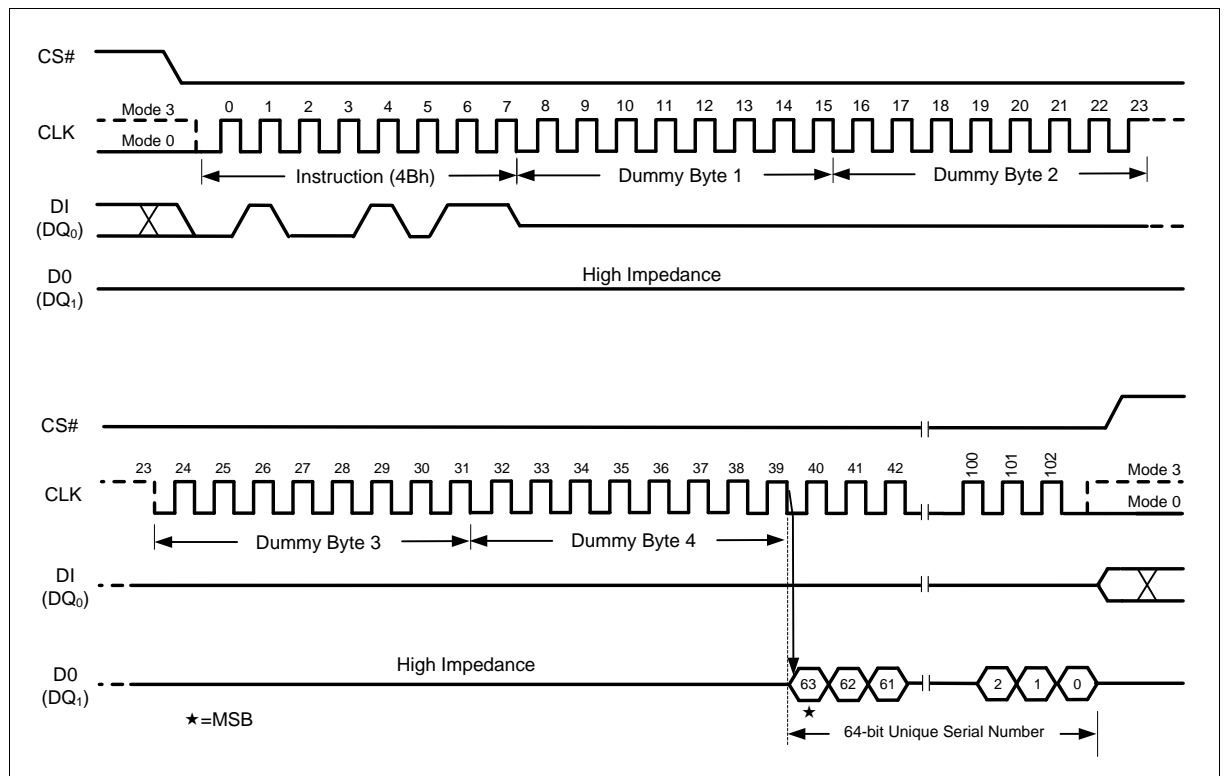 CS#
Mode 3
0 1 2 3 4 5 6 7 8 9 10 11 12 13 14 15 16 17 18 19 20 21 22 23
CLK
Mode 0
Instruction (4Bh) Dummy Byte 1 Dummy Byte 2
DI
(DQ0)
D0
(DQ1)
High Impedance
CS#
23 24 25 26 27 28 29 30 31 32 33 34 35 36 37 38 39 40 41 42 100 101 102
Mode 3
CLK
Mode 0
Dummy Byte 3 Dummy Byte 4
DI
(DQ0)
High Impedance
D0
(DQ1)
63 62 61 2 1 0
★=MSB
★
64-bit Unique Serial Number